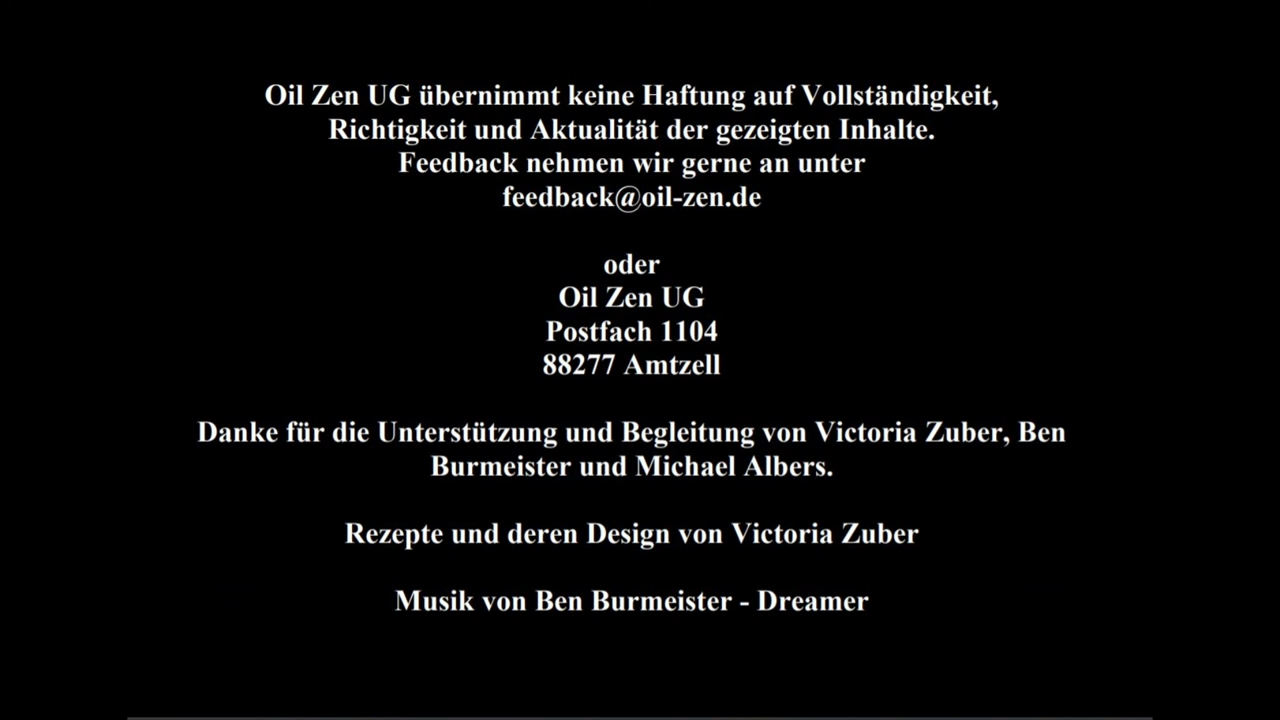 Oil Zen UG übernimmt keine Haftung auf Vollständigkeit,
Richtigkeit und Aktualität der gezeigten Inhalte.
Feedback nehmen wir gerne an unter
feedback@oil-zen.de
oder
Oil Zen UG
Postfach 1104
88277 Amtzell
Danke für die Unterstützung und Begleitung von Victoria Zuber, Ben
Burmeister und Michael Albers.
Rezepte und deren Design von Victoria Zuber
Musik von Ben Burmeister - Dreamer